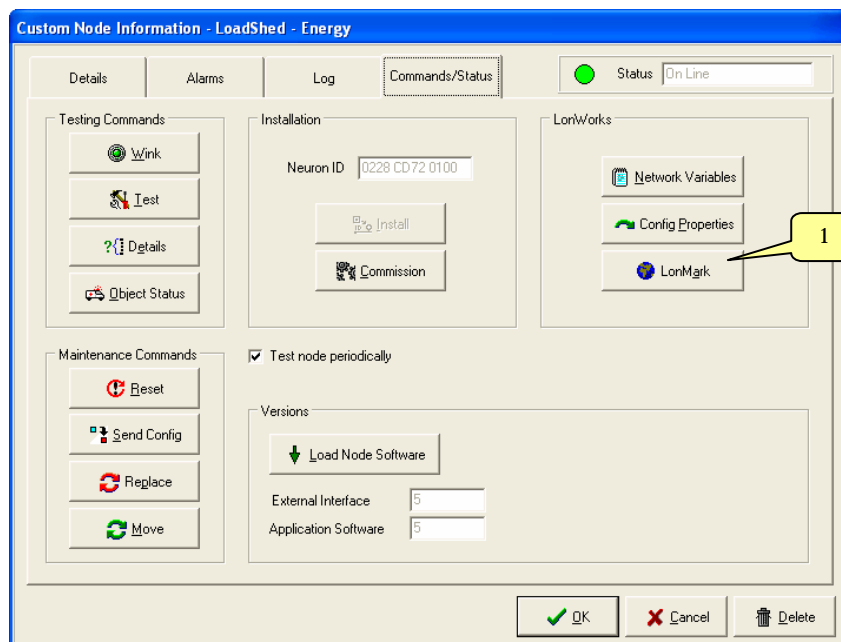 Custom Node Information - LoadShed - Energy
Details
Alarms
Log
Commands/Status
Status
On Line
Testing Commands
Wink
Test
Details
Object Status
Installation
Neuron ID
0228 CD72 0100
Install
Commission
LonWorks
Network Variables
Config Properties
LonMark
1
Maintenance Commands
Reset
Send Config
Replace
Move
Test node periodically
Versions
Load Node Software
External Interface
5
Application Software
5
OK
Cancel
Delete